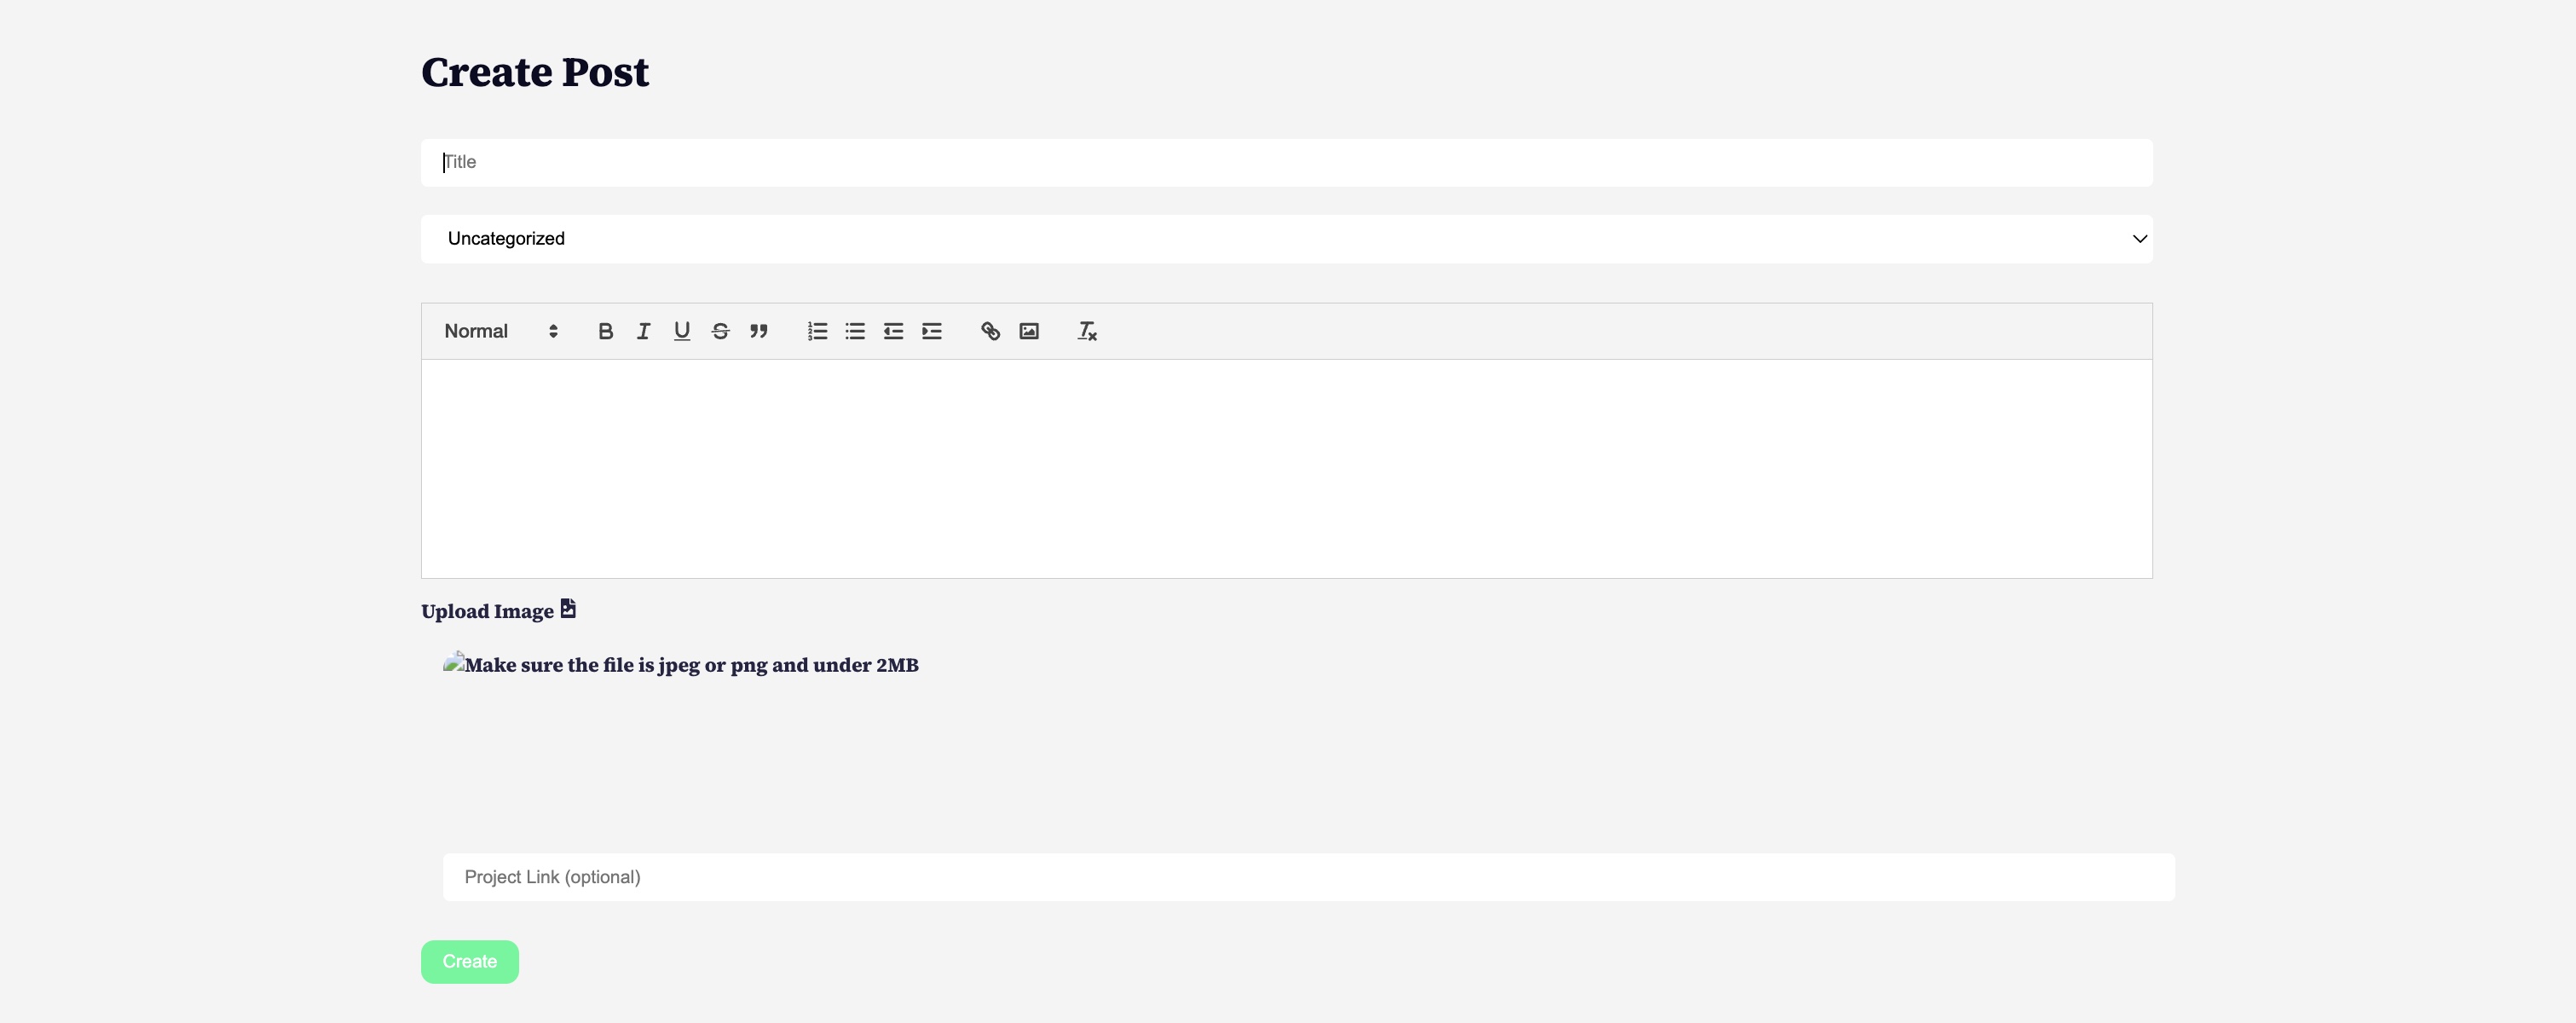 Create Post
Title
Uncategorized
Normal
Upload Image
Make sure the file is jpeg or png and under 2MB
Project Link (optional)
Create